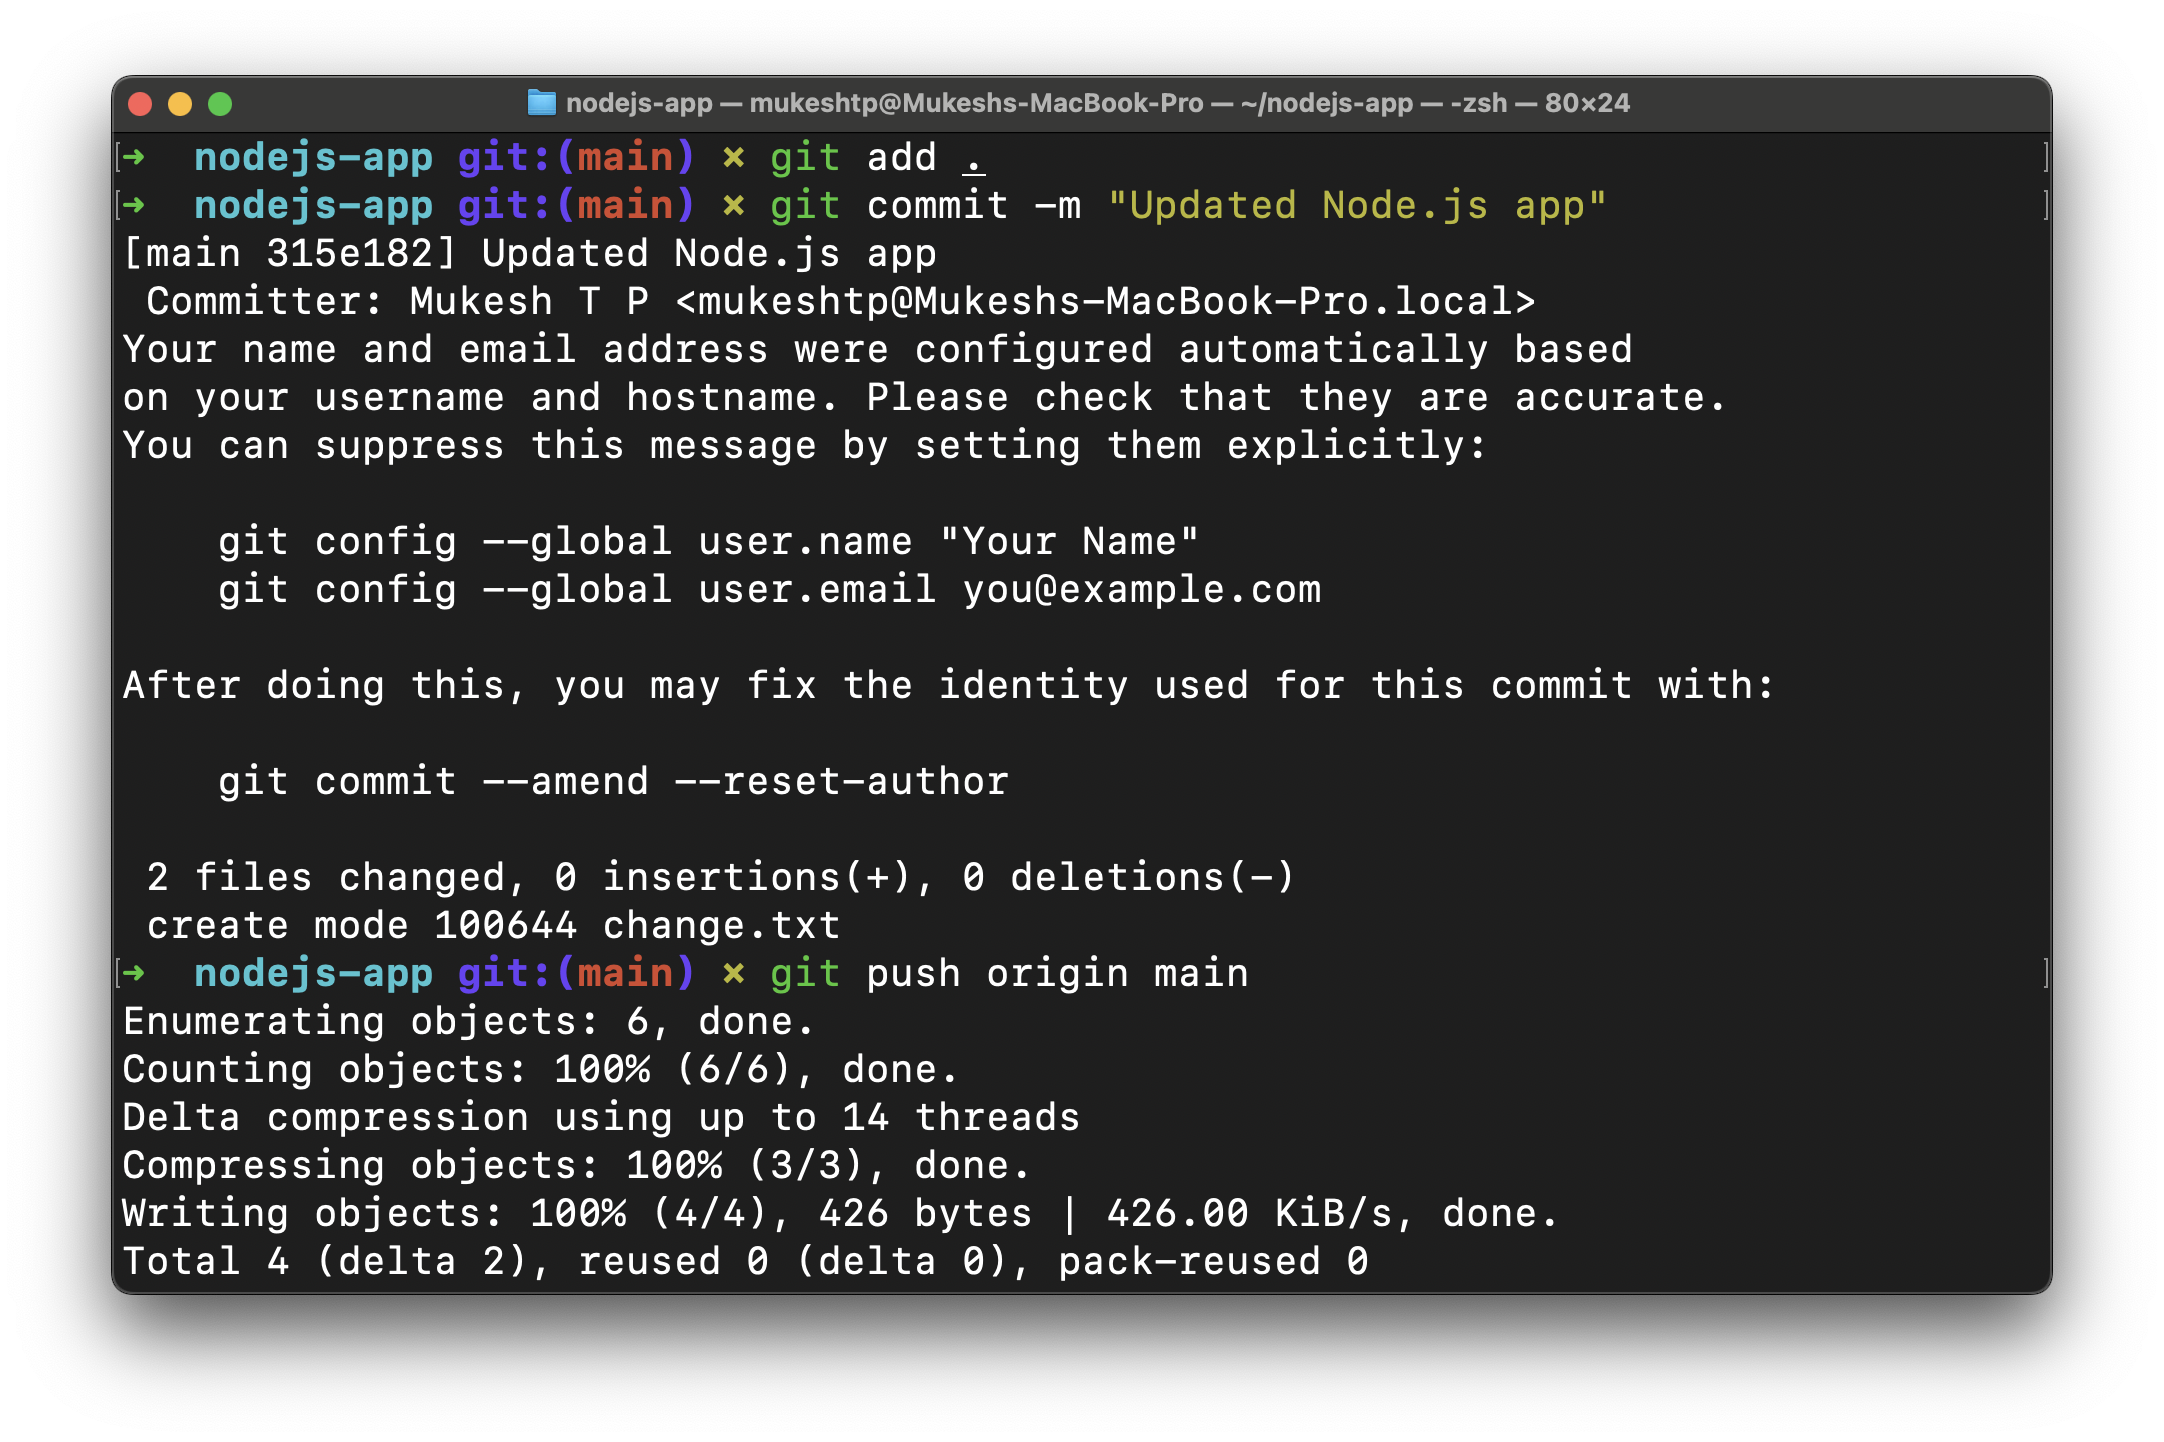 nodejs-app — mukeshtp@Mukeshs-MacBook-Pro — ~/nodejs-app — -zsh — 80×24
[➜  nodejs-app git:(main) × git add . ]
[➜  nodejs-app git:(main) × git commit -m "Updated Node.js app" ]
[main 315e182] Updated Node.js app
 Committer: Mukesh T P <mukeshtp@Mukeshs-MacBook-Pro.local>
Your name and email address were configured automatically based
on your username and hostname. Please check that they are accurate.
You can suppress this message by setting them explicitly:

    git config --global user.name "Your Name"
    git config --global user.email you@example.com

After doing this, you may fix the identity used for this commit with:

    git commit --amend --reset-author

 2 files changed, 0 insertions(+), 0 deletions(-)
 create mode 100644 change.txt
[➜  nodejs-app git:(main) × git push origin main ]
Enumerating objects: 6, done.
Counting objects: 100% (6/6), done.
Delta compression using up to 14 threads
Compressing objects: 100% (3/3), done.
Writing objects: 100% (4/4), 426 bytes | 426.00 KiB/s, done.
Total 4 (delta 2), reused 0 (delta 0), pack-reused 0